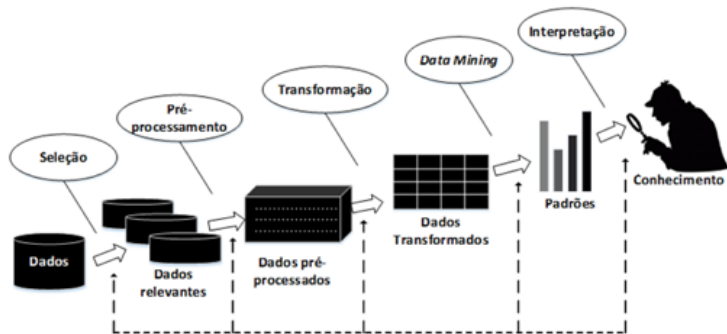 Interpretação
Data Mining
Transformação
Pré-
processamento
Seleção
Dados
Dados
relevantes
Dados pré-
processados
Dados
Transformados
Padrões
Conhecimento